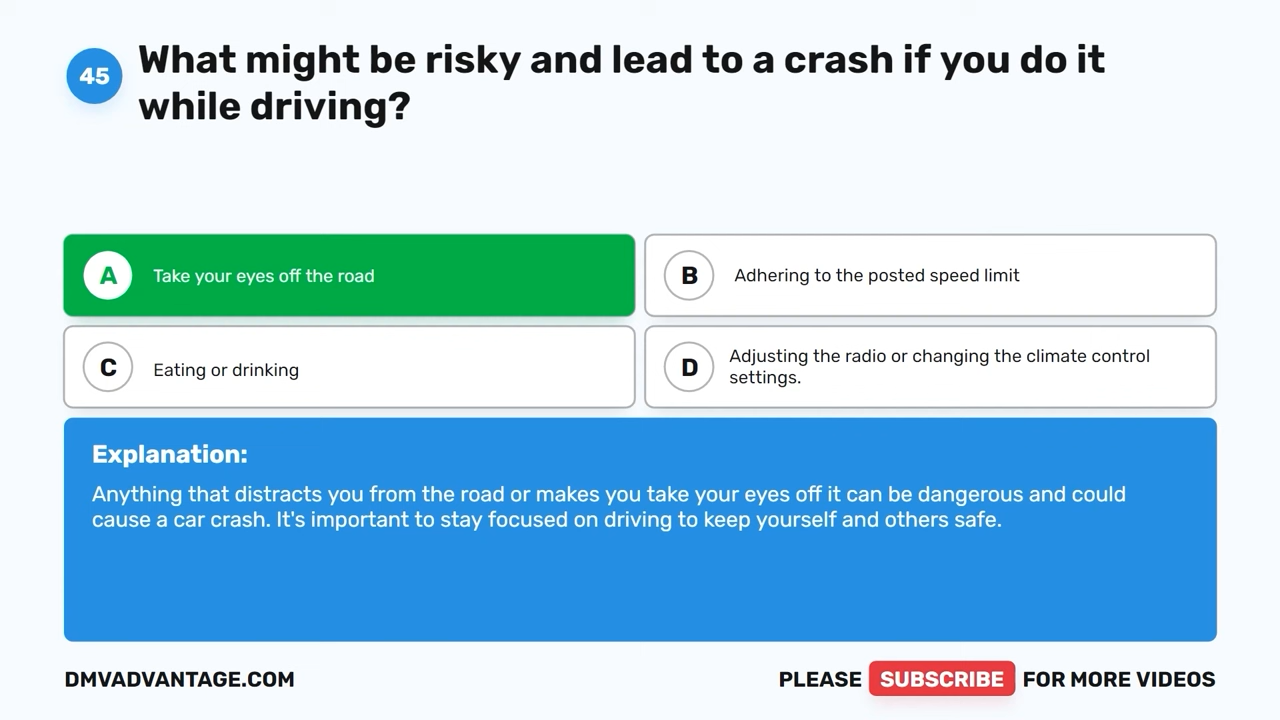 45
What might be risky and lead to a crash if you do it
while driving?
A
Take your eyes off the road
B
Adhering to the posted speed limit
C
Eating or drinking
D
Adjusting the radio or changing the climate control
settings.
Explanation:
Anything that distracts you from the road or makes you take your eyes off it can be dangerous and could
cause a car crash. It's important to stay focused on driving to keep yourself and others safe.
DMVADVANTAGE.COM
PLEASE SUBSCRIBE FOR MORE VIDEOS